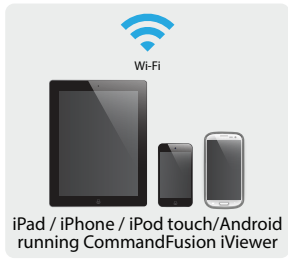 Wi-Fi
iPad / iPhone / iPod touch/Android
running CommandFusion iViewer